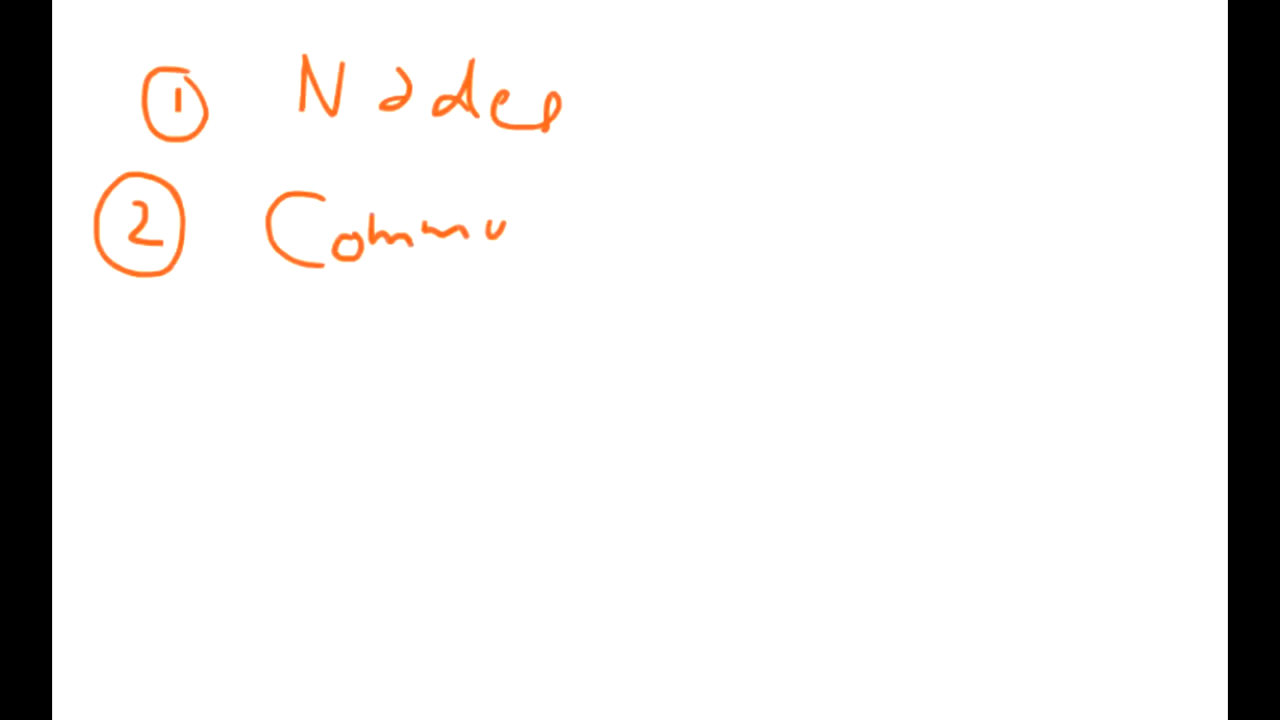 ① Nodes
② Commu